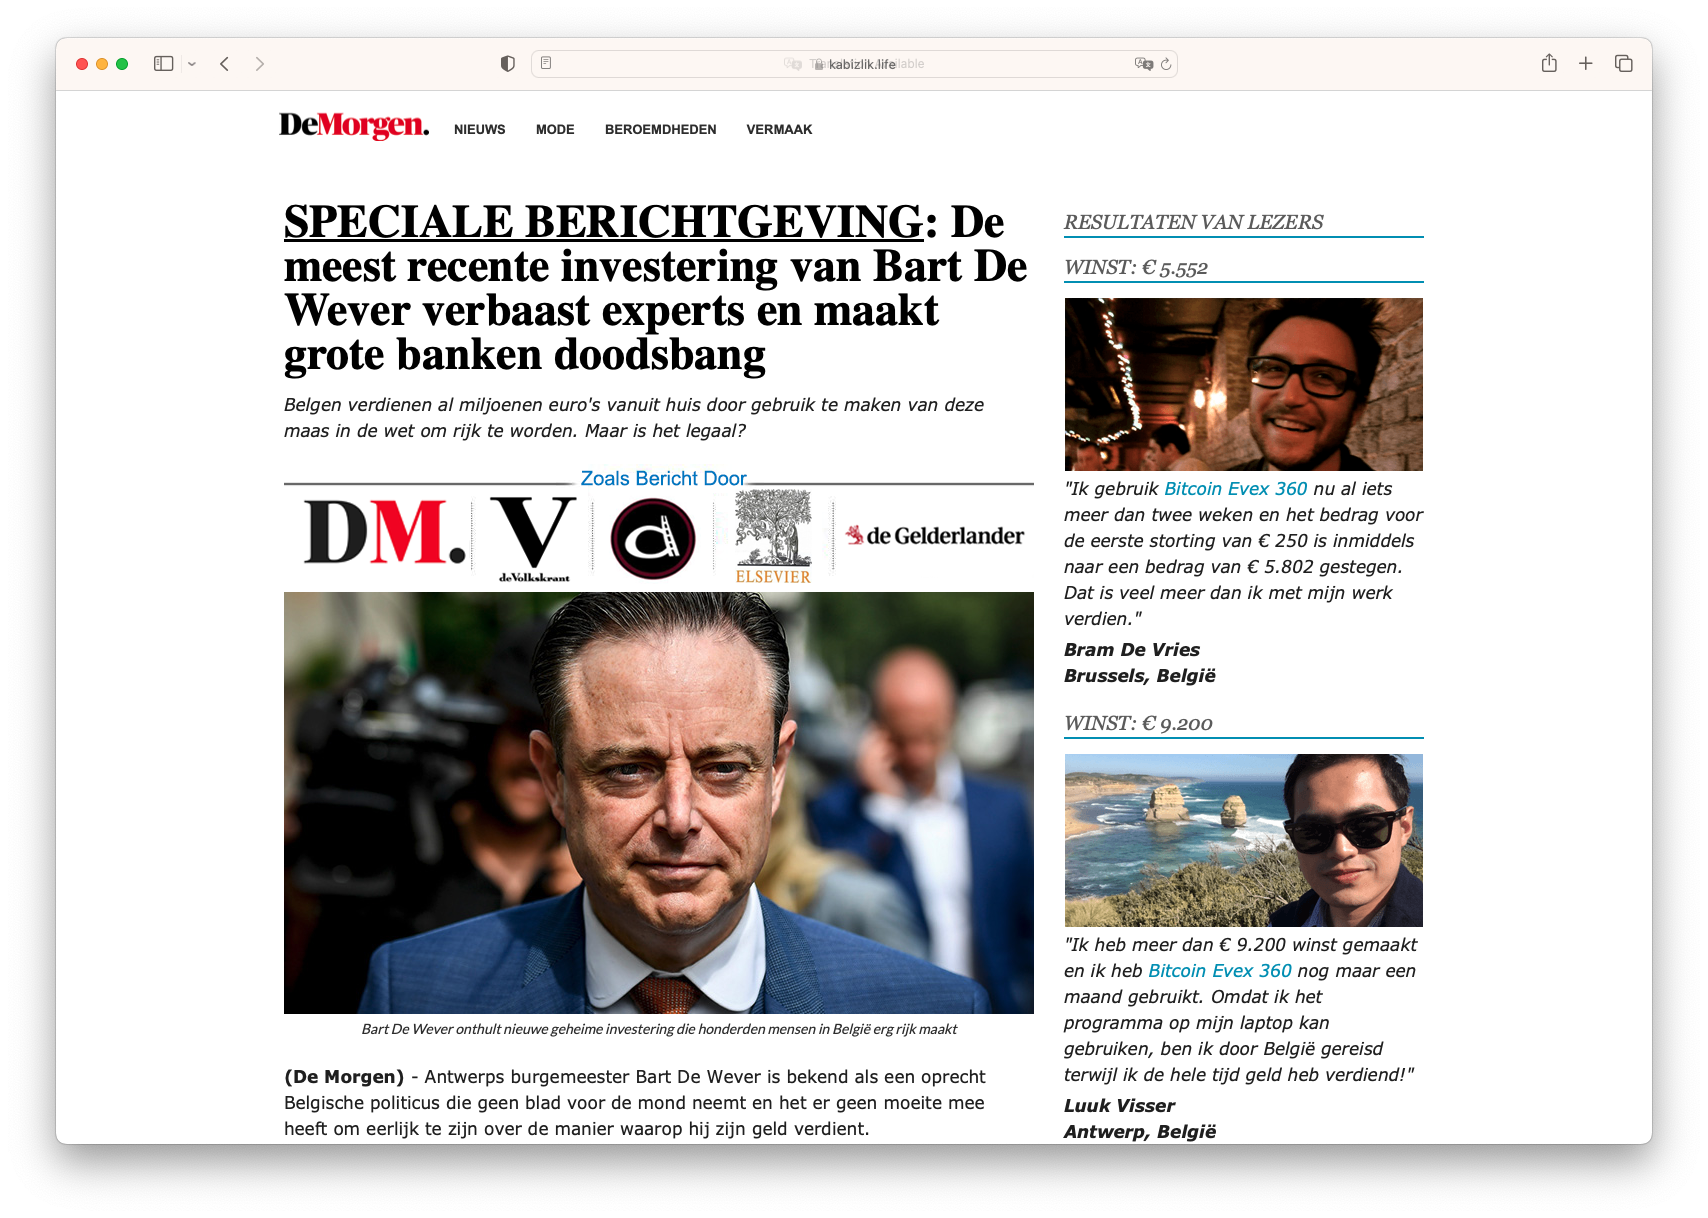 kabizlik.life
DeMorgen.
NIEUWS
MODE
BEROEMDHEDEN
VERMAAK
SPECIALE BERICHTGEVING: De
meest recente investering van Bart De
Wever verbaast experts en maakt
grote banken doodsbang
Belgen verdienen al miljoenen euro's vanuit huis door gebruik te maken van deze
maas in de wet om rijk te worden. Maar is het legaal?
Zoals Bericht Door
DM.
V
deVolkskrant
d
ELSEVIER
de Gelderlander
Bart De Wever onthult nieuwe geheime investering die honderden mensen in België erg rijk maakt
(De Morgen) - Antwerps burgemeester Bart De Wever is bekend als een oprecht
Belgische politicus die geen blad voor de mond neemt en het er geen moeite mee
heeft om eerlijk te zijn over de manier waarop hij zijn geld verdient.
RESULTATEN VAN LEZERS
WINST: € 5.552
"Ik gebruik Bitcoin Evex 360 nu al iets
meer dan twee weken en het bedrag voor
de eerste storting van € 250 is inmiddels
naar een bedrag van € 5.802 gestegen.
Dat is veel meer dan ik met mijn werk
verdien."
Bram De Vries
Brussels, België
WINST: € 9.200
"Ik heb meer dan € 9.200 winst gemaakt
en ik heb Bitcoin Evex 360 nog maar een
maand gebruikt. Omdat ik het
programma op mijn laptop kan
gebruiken, ben ik door België gereisd
terwijl ik de hele tijd geld heb verdiend!"
Luuk Visser
Antwerp, België